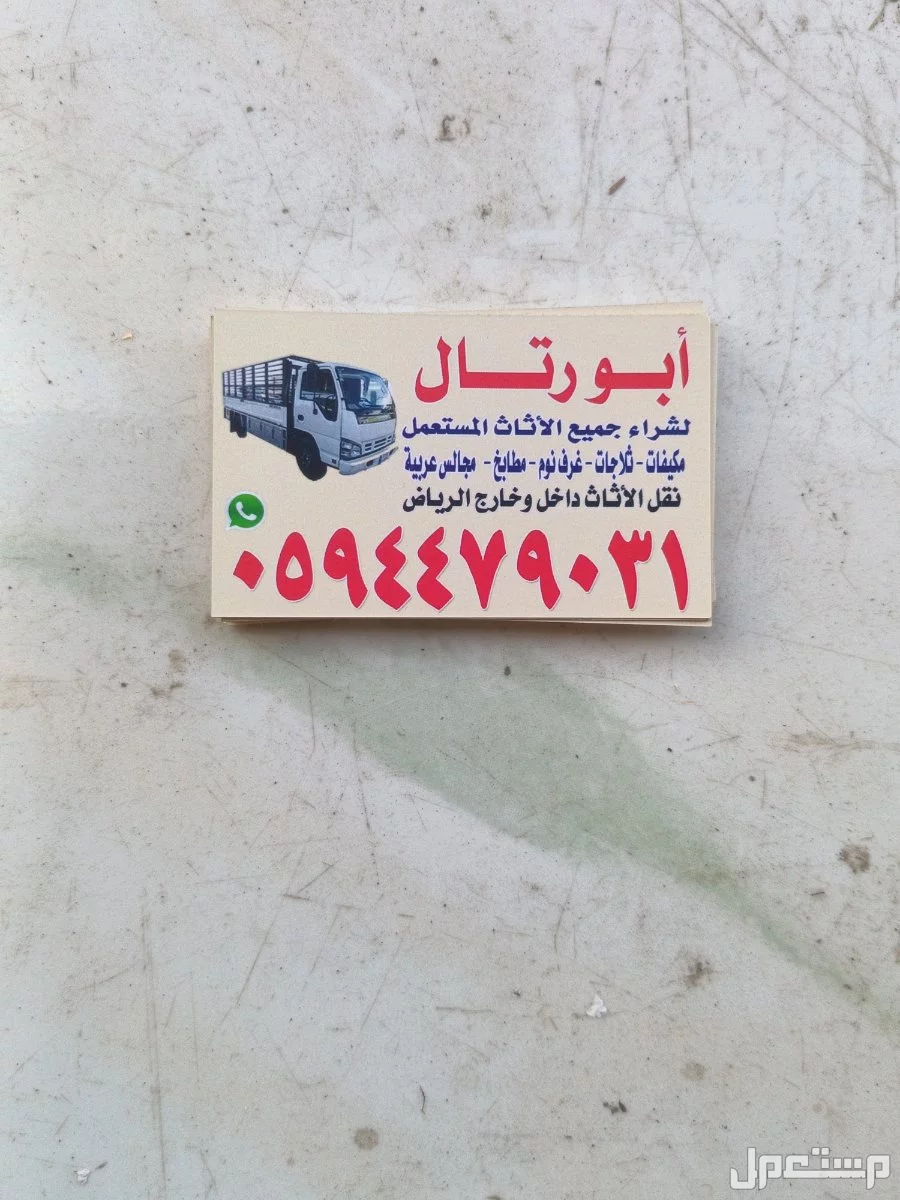 أبو رتال
لشراء جميع الأثاث المستعمل
مكيفات - ثلاجات - غرف نوم - مطابخ - مجالس عربية
نقل الأثاث داخل وخارج الرياض
٠٥٩٤٤٧٩٠٣١
مستعمل